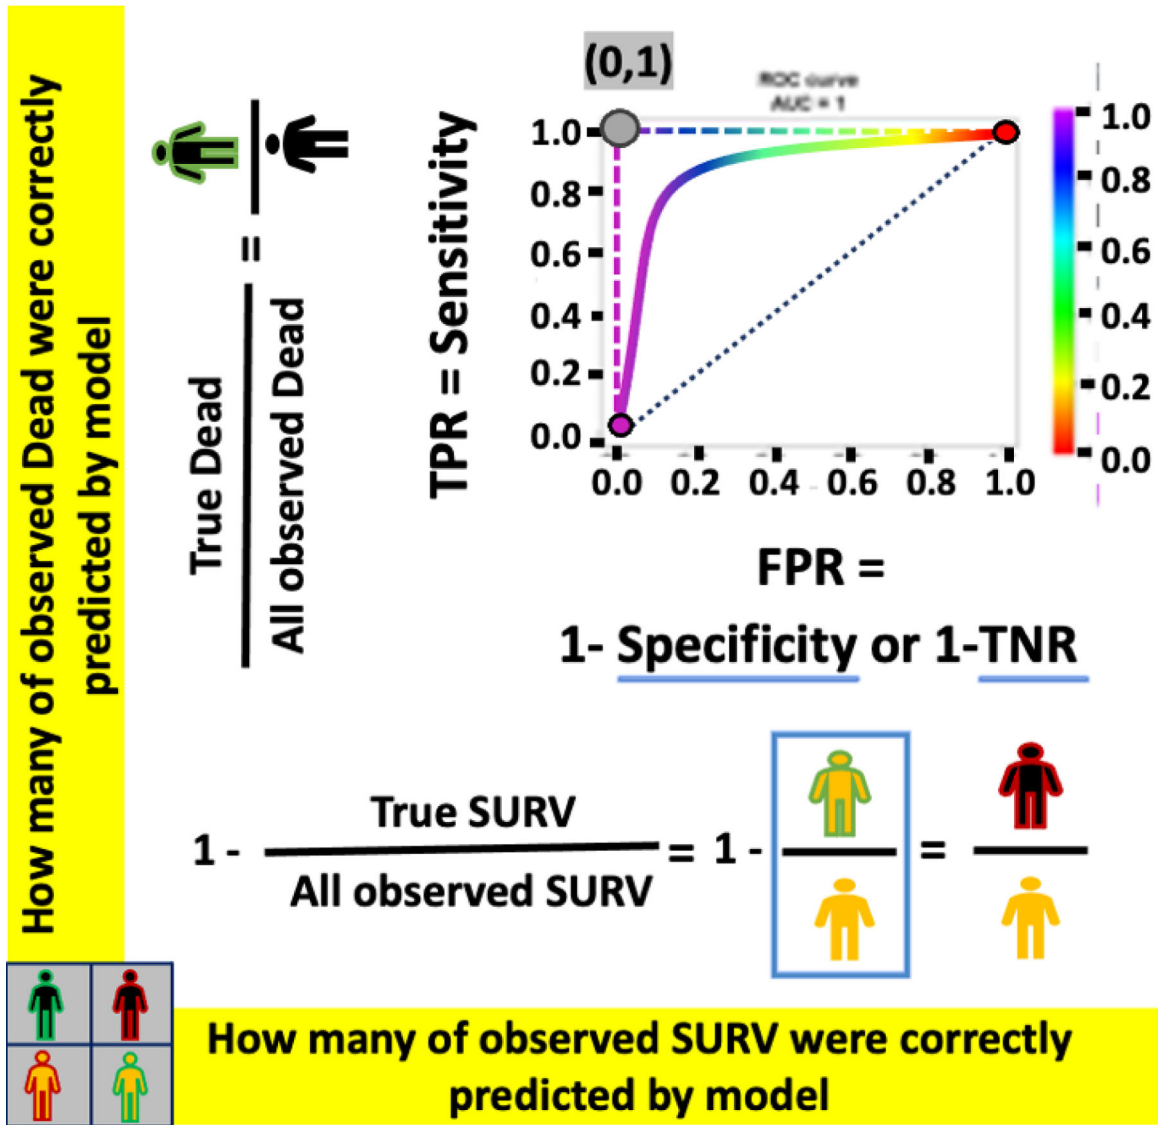 How many of observed Dead were correctly
predicted by model
True Dead
All observed Dead
=
TPR = Sensitivity
(0,1)
ROC curve
AUC = 1
1.0
0.8
0.6
0.4
0.2
0.0
0.0 0.2 0.4 0.6 0.8 1.0
1.0
0.8
0.6
0.4
0.2
0.0
FPR =
1- Specificity or 1-TNR
1 - True SURV
All observed SURV
= 1 - =
How many of observed SURV were correctly
predicted by model